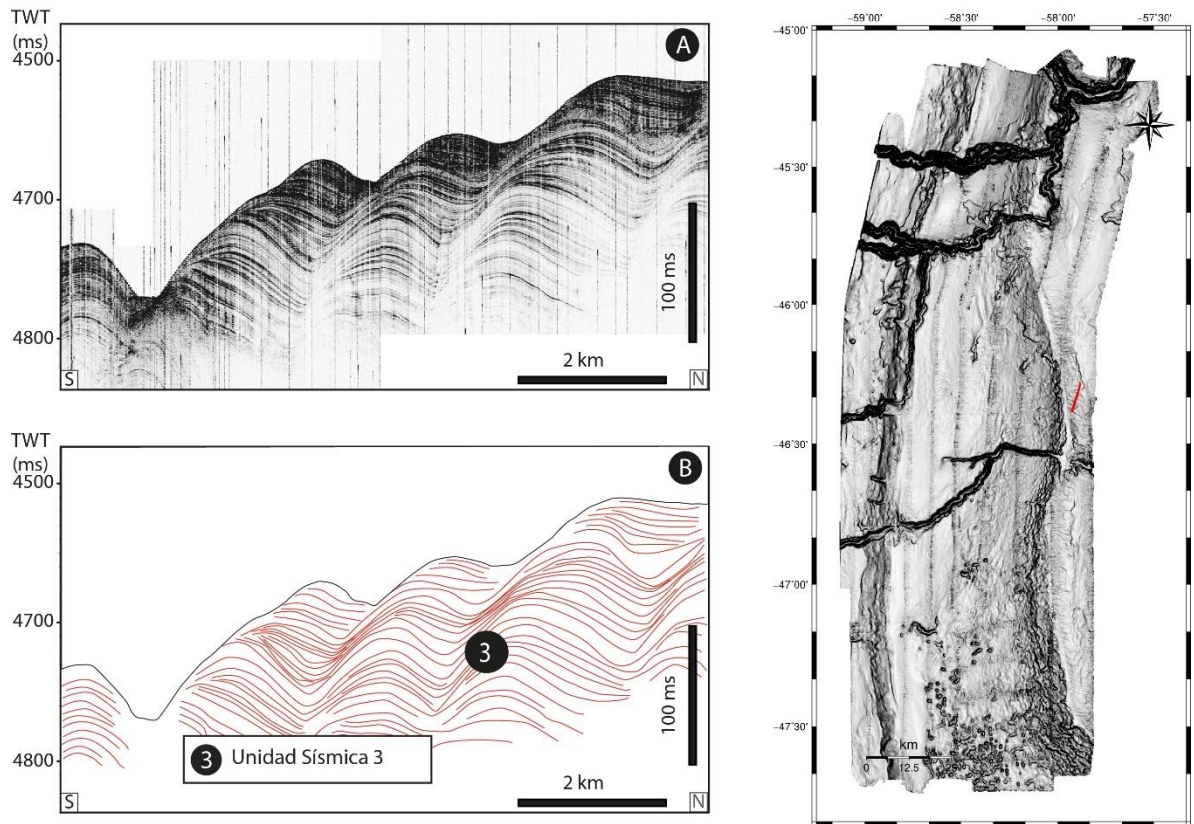 TWT
(ms)
4500
4700
4800
A
100 ms
2 km
S
N
TWT
(ms)
4500
4700
4800
B
3
100 ms
3 Unidad Sísmica 3
2 km
S
N
−59°00' −58°30' −58°00' −57°30'
−45°00'
−45°30'
−46°00'
−46°30'
−47°00'
−47°30'
km
0 12.5